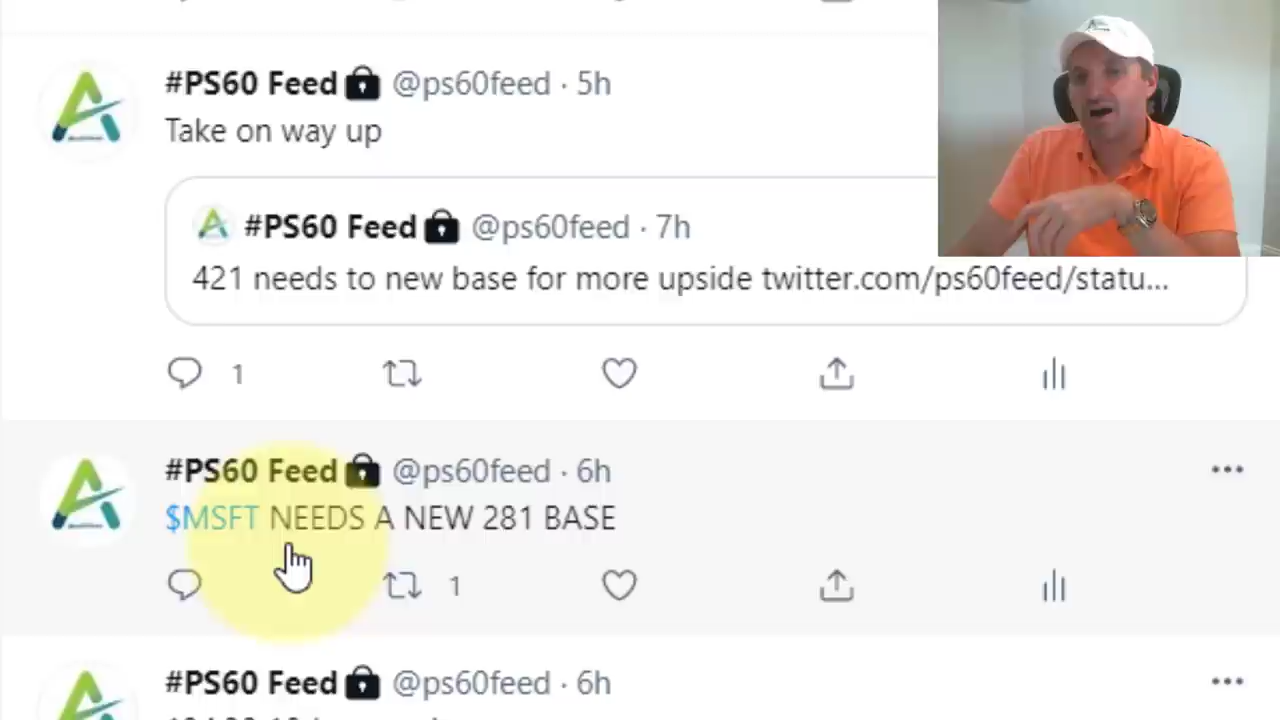 #PS60 Feed @ps60feed · 5h
Take on way up
#PS60 Feed @ps60feed · 7h
421 needs to new base for more upside twitter.com/ps60feed/statu...
1
#PS60 Feed @ps60feed · 6h
$MSFT NEEDS A NEW 281 BASE
1
#PS60 Feed @ps60feed · 6h